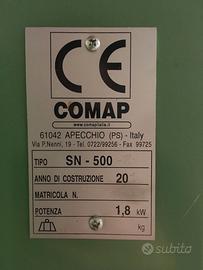 CE
COMAP
www.comapitalia.com
61042 APECCHIO (PS) - Italy
Via P.Nenni, 19 - Tel. 0722/99256 - Fax 99725
TIPO SN - 500
ANNO DI COSTRUZIONE 20
MATRICOLA N.
POTENZA 1,8 kW
kg
subito